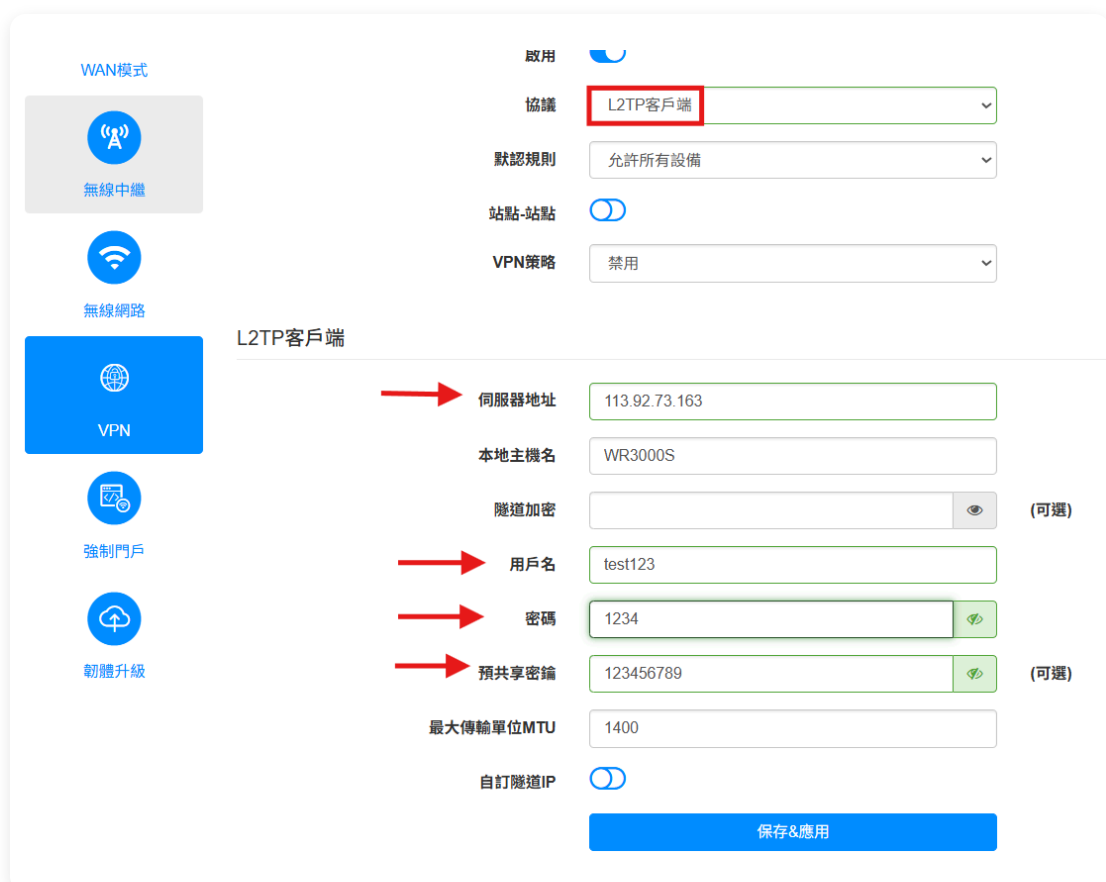 WAN模式
無線中繼
無線網路
VPN
強制門戶
韌體升級
啟用
協議 L2TP客戶端
默認規則 允許所有設備
站點-站點
VPN策略 禁用
L2TP客戶端
伺服器地址 113.92.73.163
本地主機名 WR3000S
隧道加密 (可選)
用戶名 test123
密碼 1234
預共享密鑰 123456789 (可選)
最大傳輸單位MTU 1400
自訂隧道IP
保存&應用